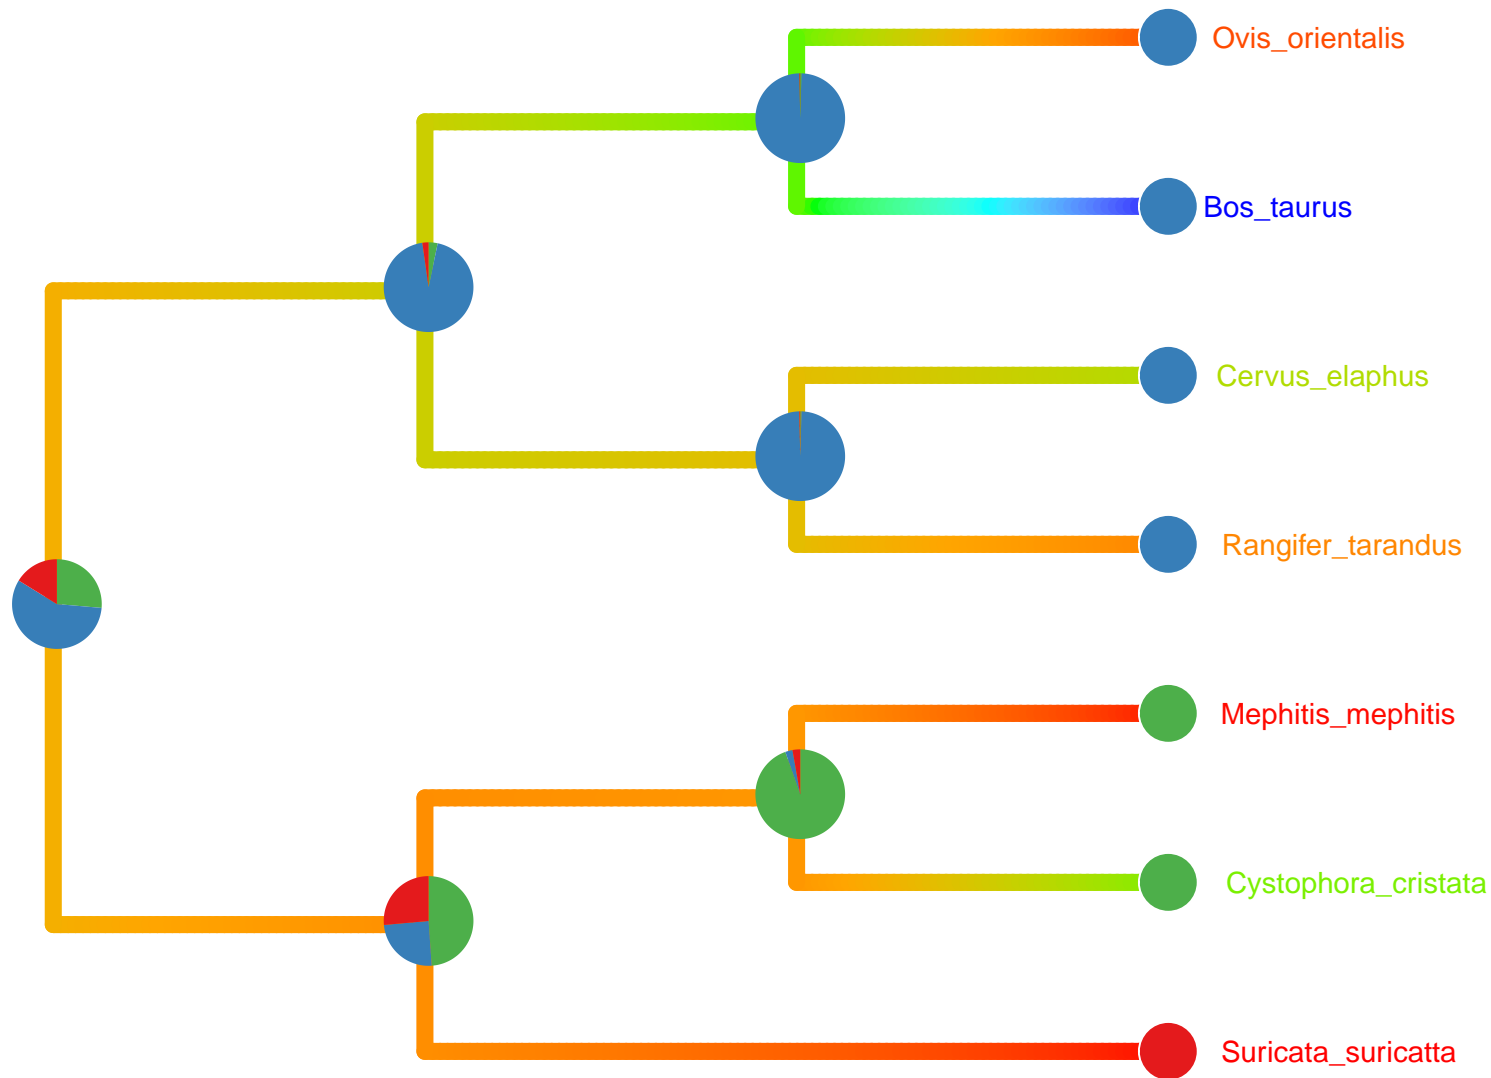 Ovis_orientalis
Bos_taurus
Cervus_elaphus
Rangifer_tarandus
Mephitis_mephitis
Cystophora_cristata
Suricata_suricatta